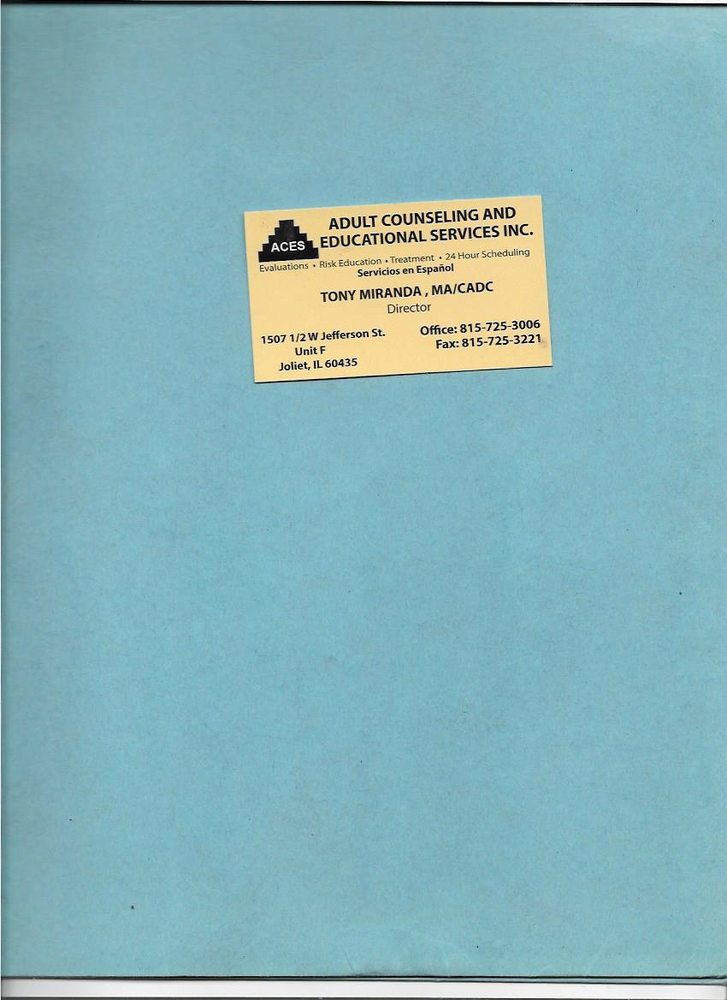 ACES
ADULT COUNSELING AND
EDUCATIONAL SERVICES INC.
Evaluations • Risk Education • Treatment • 24 Hour Scheduling
Servicios en Español
TONY MIRANDA , MA/CADC
Director
1507 1/2 W Jefferson St.
Unit F
Joliet, IL 60435
Office: 815-725-3006
Fax: 815-725-3221